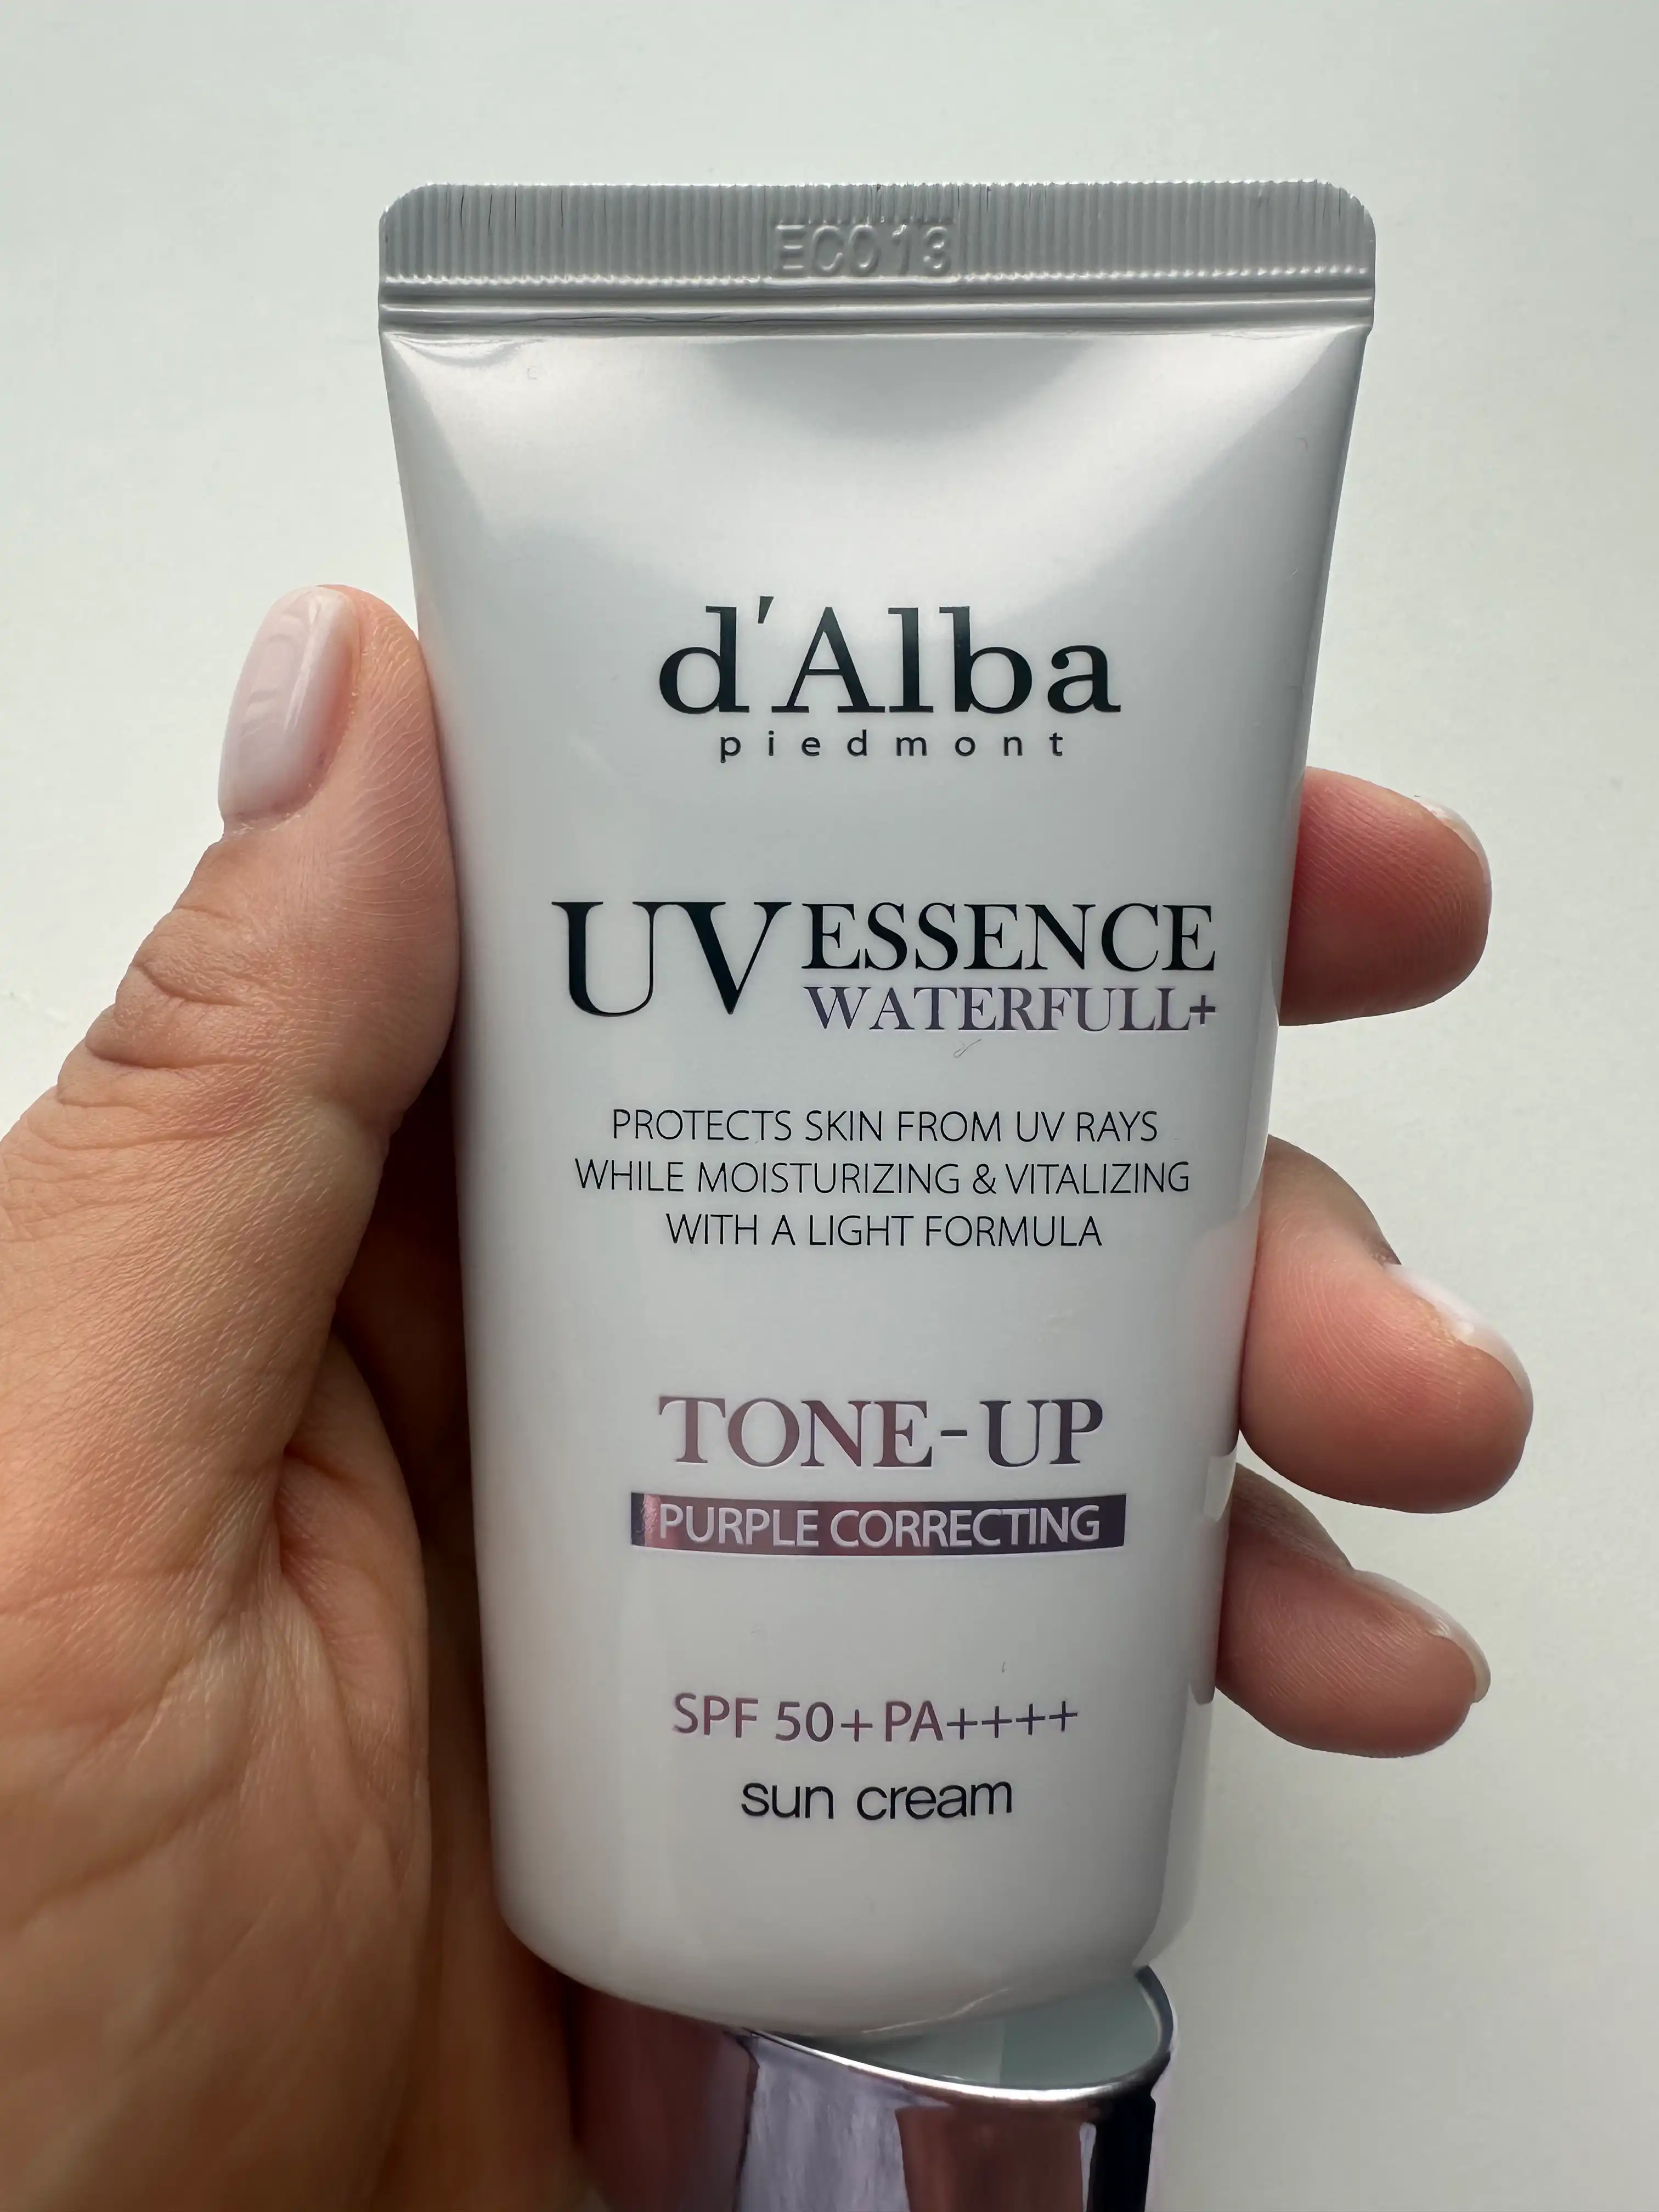 EC013
d'Alba
piedmont
UV ESSENCE
WATERFULL+
PROTECTS SKIN FROM UV RAYS
WHILE MOISTURIZING & VITALIZING
WITH A LIGHT FORMULA
TONE-UP
PURPLE CORRECTING
SPF 50+ PA++++
sun cream